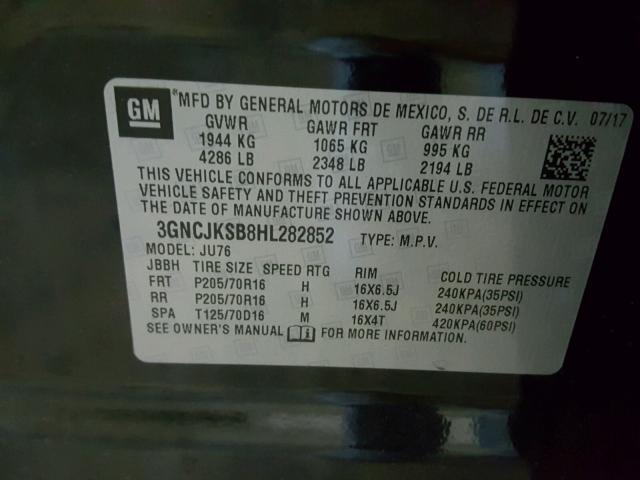 GM *MFD BY GENERAL MOTORS DE MEXICO, S. DE R.L. DE C.V. 07/17
GVWR GAWR FRT GAWR RR
1944 KG 1065 KG 995 KG
4286 LB 2348 LB 2194 LB
THIS VEHICLE CONFORMS TO ALL APPLICABLE U.S. FEDERAL MOTOR
VEHICLE SAFETY AND THEFT PREVENTION STANDARDS IN EFFECT ON
THE DATE OF MANUFACTURE SHOWN ABOVE.
3GNCJKSB8HL282852 TYPE: M.P.V.
MODEL: JU76
JBBH TIRE SIZE SPEED RTG RIM COLD TIRE PRESSURE
FRT P205/70R16 H 16X6.5J 240KPA(35PSI)
RR P205/70R16 H 16X6.5J 240KPA(35PSI)
SPA T125/70D16 M 16X4T 420KPA(60PSI)
SEE OWNER'S MANUAL i FOR MORE INFORMATION.